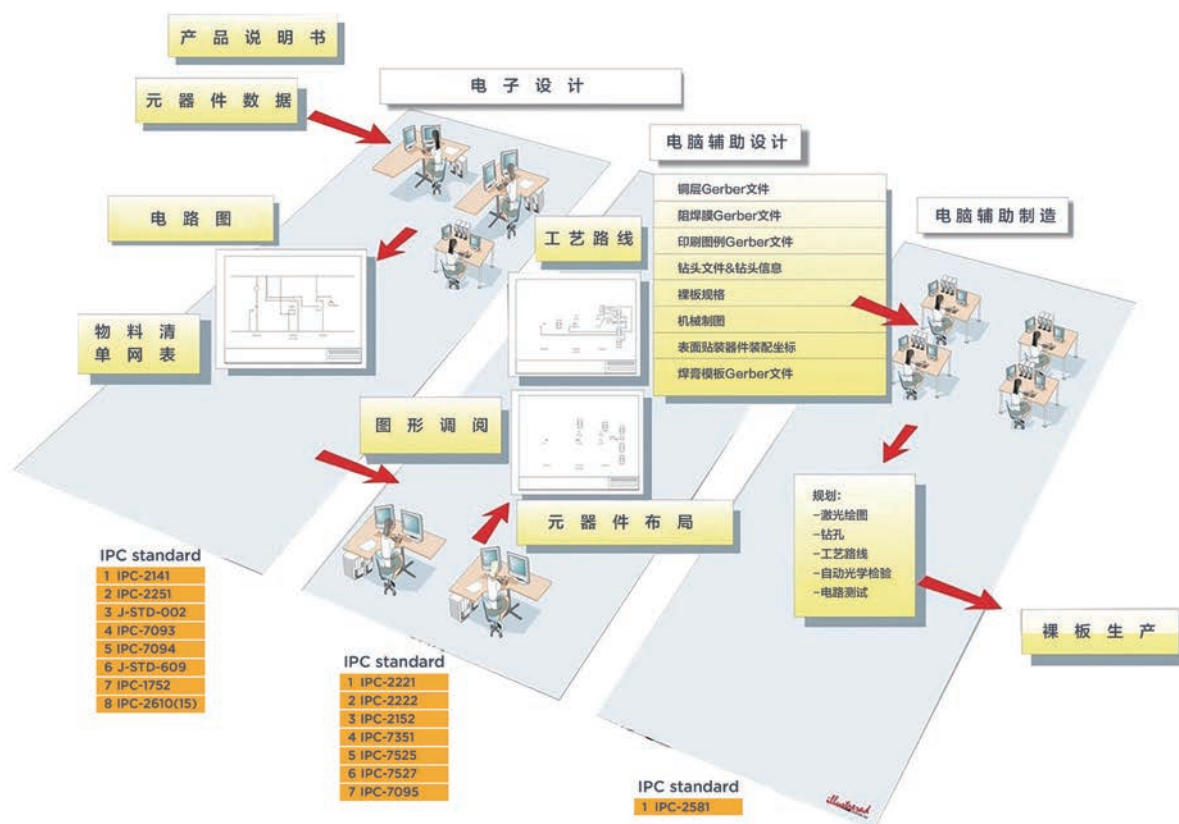 产品说明书
元器件数据
电子设计
电脑辅助设计
铜层Gerber文件
阻焊膜Gerber文件
印刷图例Gerber文件
钻头文件&钻头信息
裸板规格
机械制图
表面贴装器件装配坐标
焊膏模板Gerber文件
电脑辅助制造
电路图
工艺路线
物料清
单网表
图形调阅
元器件布局
规划：
-激光绘图
-钻孔
-工艺路线
-自动光学检验
-电路测试
裸板生产
IPC standard
1 IPC-2141
2 IPC-2251
3 J-STD-002
4 IPC-7093
5 IPC-7094
6 J-STD-609
7 IPC-1752
8 IPC-2610(15)
IPC standard
1 IPC-2221
2 IPC-2222
3 IPC-2152
4 IPC-7351
5 IPC-7525
6 IPC-7527
7 IPC-7095
IPC standard
1 IPC-2581